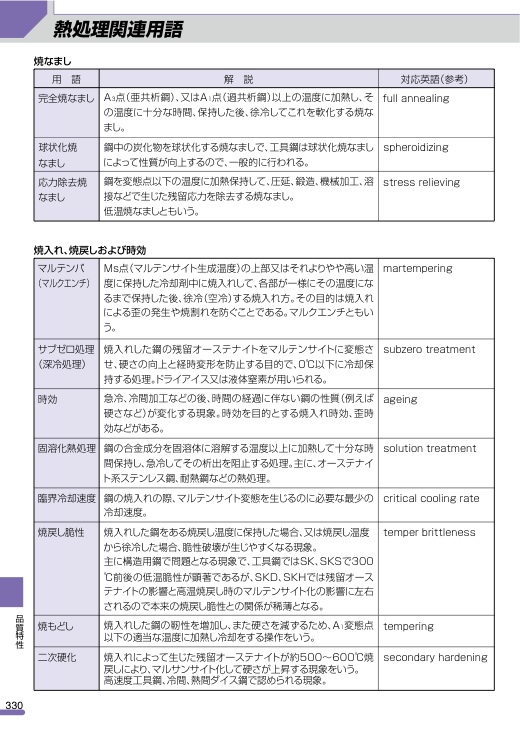 熱処理関連用語
焼なまし
用　語
解　説
対応英語（参考）
完全焼なまし
A₃点（亜共析鋼）、又はA₁点（過共析鋼）以上の温度に加熱し、そ
の温度に十分な時間、保持した後、徐冷してこれを軟化する焼な
まし。
full annealing
球状化焼
なまし
鋼中の炭化物を球状化する焼なましで、工具鋼は球状化焼なまし
によって性質が向上するので、一般的に行われる。
spheroidizing
応力除去焼
なまし
鋼を変態点以下の温度に加熱保持して、圧延、鍛造、機械加工、溶
接などで生じた残留応力を除去する焼なまし。
低温焼なましともいう。
stress relieving
焼入れ、焼戻しおよび時効
マルテンパ
（マルクエンチ）
Ms点（マルテンサイト生成温度）の上部又はそれよりやや高い温
度に保持した冷却剤中に焼入れして、各部が一様にその温度にな
るまで保持した後、徐冷（空冷）する焼入れ方。その目的は焼入れ
による歪の発生や焼割れを防ぐことである。マルクエンチともい
う。
martempering
サブゼロ処理
（深冷処理）
焼入れした鋼の残留オーステナイトをマルテンサイトに変態さ
せ、硬さの向上と経時変形を防止する目的で、0℃以下に冷却保
持する処理。ドライアイス又は液体窒素が用いられる。
subzero treatment
時効
急冷、冷間加工などの後、時間の経過に伴ない鋼の性質（例えば
硬さなど）が変化する現象。時効を目的とする焼入れ時効、歪時
効などがある。
ageing
固溶化熱処理
鋼の合金成分を固溶体に溶解する温度以上に加熱して十分な時
間保持し、急冷してその析出を阻止する処理。主に、オーステナイ
ト系ステンレス鋼、耐熱鋼などの熱処理。
solution treatment
臨界冷却速度
鋼の焼入れの際、マルテンサイト変態を生じるのに必要な最少の
冷却速度。
critical cooling rate
焼戻し脆性
焼入れした鋼をある焼戻し温度に保持した場合、又は焼戻し温度
から徐冷した場合、脆性破壊が生じやすくなる現象。
主に構造用鋼で問題となる現象で、工具鋼ではSK、SKSで300
℃前後の低温脆性が顕著であるが、SKD、SKHでは残留オース
テナイトの影響と高温焼戻し時のマルテンサイト化の影響に左右
されるので本来の焼戻し脆性との関係が稀薄となる。
temper brittleness
焼もどし
焼入れした鋼の靭性を増加し、また硬さを減ずるため、A₁変態点
以下の適当な温度に加熱し冷却をする操作をいう。
tempering
二次硬化
焼入れによって生じた残留オーステナイトが約500〜600℃焼
戻しにより、マルサンサイト化して硬さが上昇する現象をいう。
高速度工具鋼、冷間、熱間ダイス鋼で認められる現象。
secondary hardening
品質特性
330